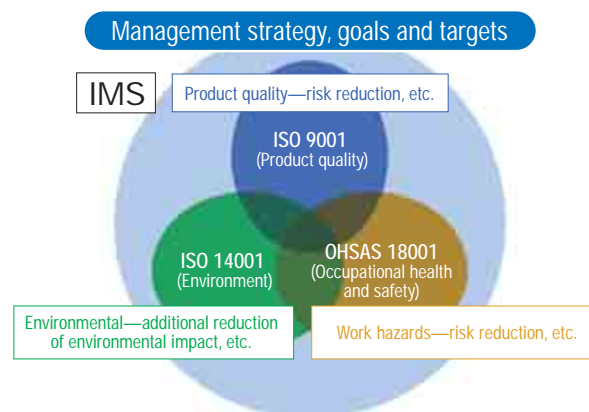 Management strategy, goals and targets
IMS
Product quality—risk reduction, etc.
ISO 9001
(Product quality)
ISO 14001
(Environment)
OHSAS 18001
(Occupational health
and safety)
Environmental—additional reduction
of environmental impact, etc.
Work hazards—risk reduction, etc.